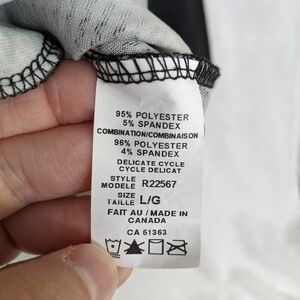 95% POLYESTER
5% SPANDEX
COMBINATION/COMBINAISON
96% POLYESTER
4% SPANDEX
DELICATE CYCLE
CYCLE DELICAT
STYLE
MODELE R22567
SIZE
TAILLE L/G
FAIT AU / MADE IN
CANADA
CA 51363